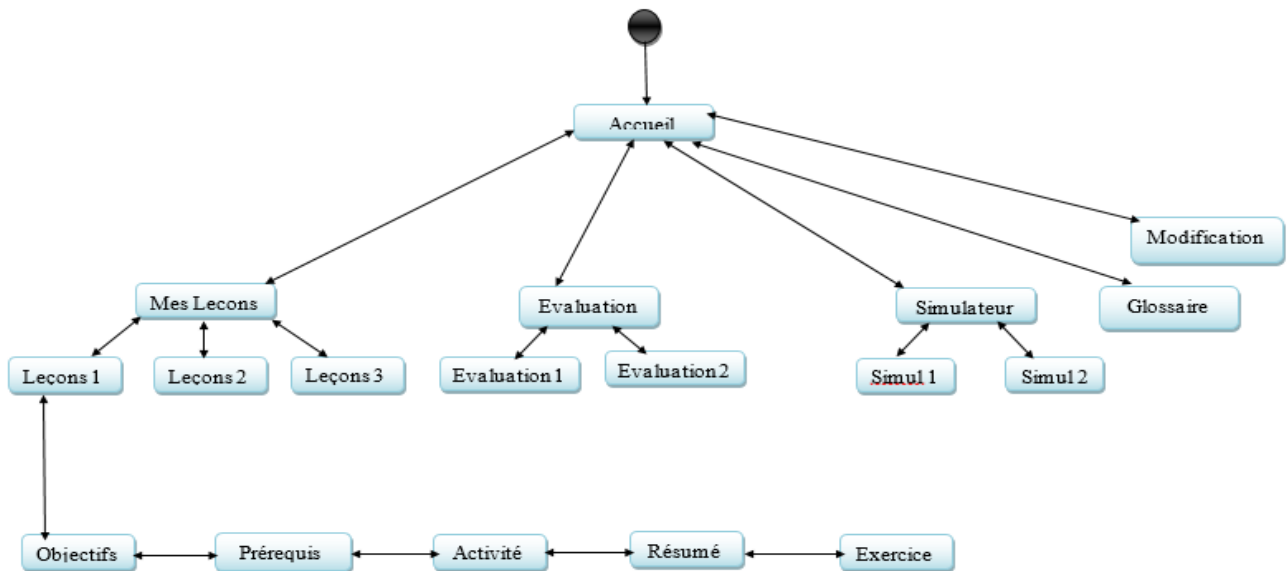 Accueil
Modification
Mes Leçons
Evaluation
Simulateur
Glossaire
Leçons 1
Leçons 2
Leçons 3
Evaluation 1
Evaluation 2
Simul 1
Simul 2
Objectifs
Prérequis
Activité
Résumé
Exercice